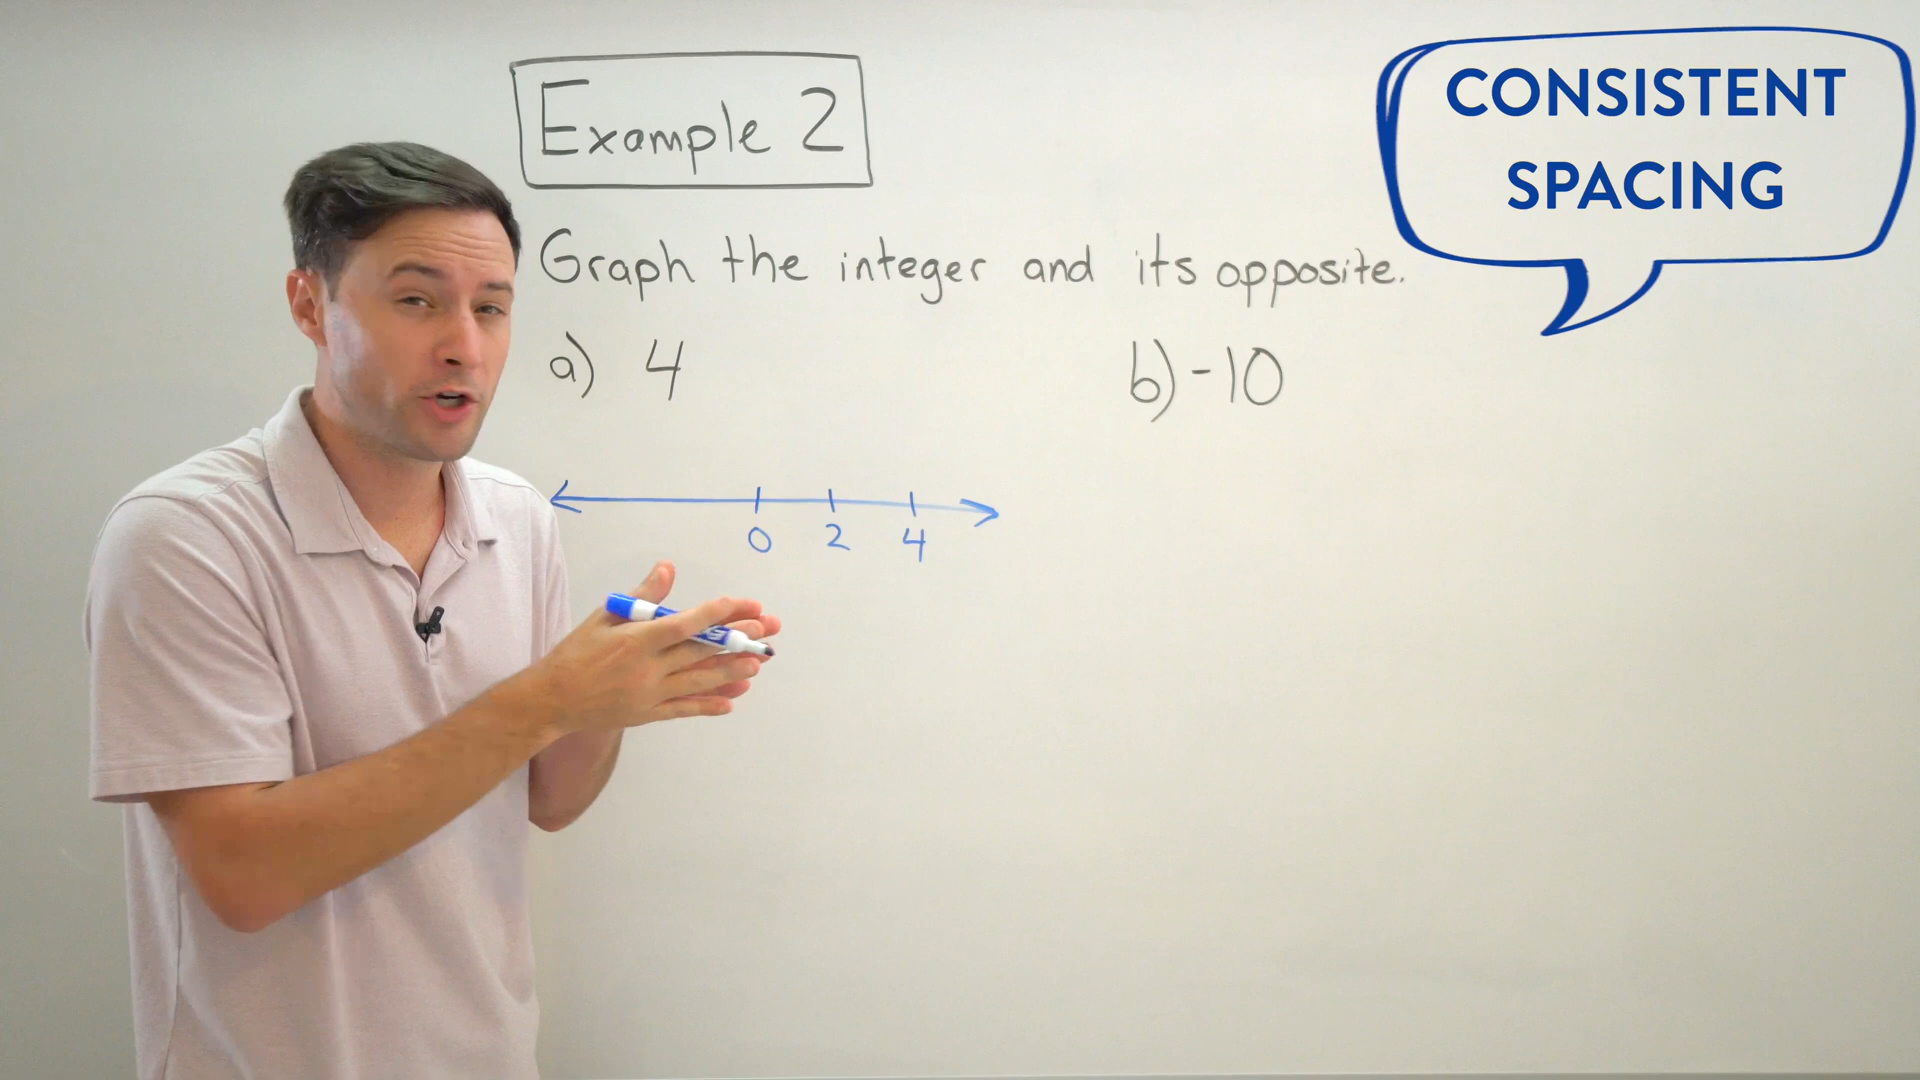 Example 2
CONSISTENT
SPACING
Graph the integer and its opposite.
a) 4
b) -10
0 2 4